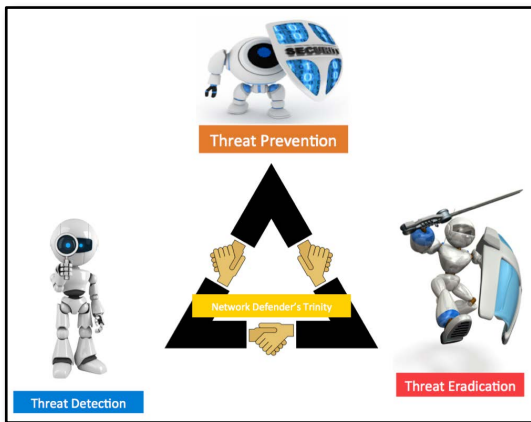 SECURITY
Threat Prevention
Network Defender's Trinity
Threat Detection
Threat Eradication